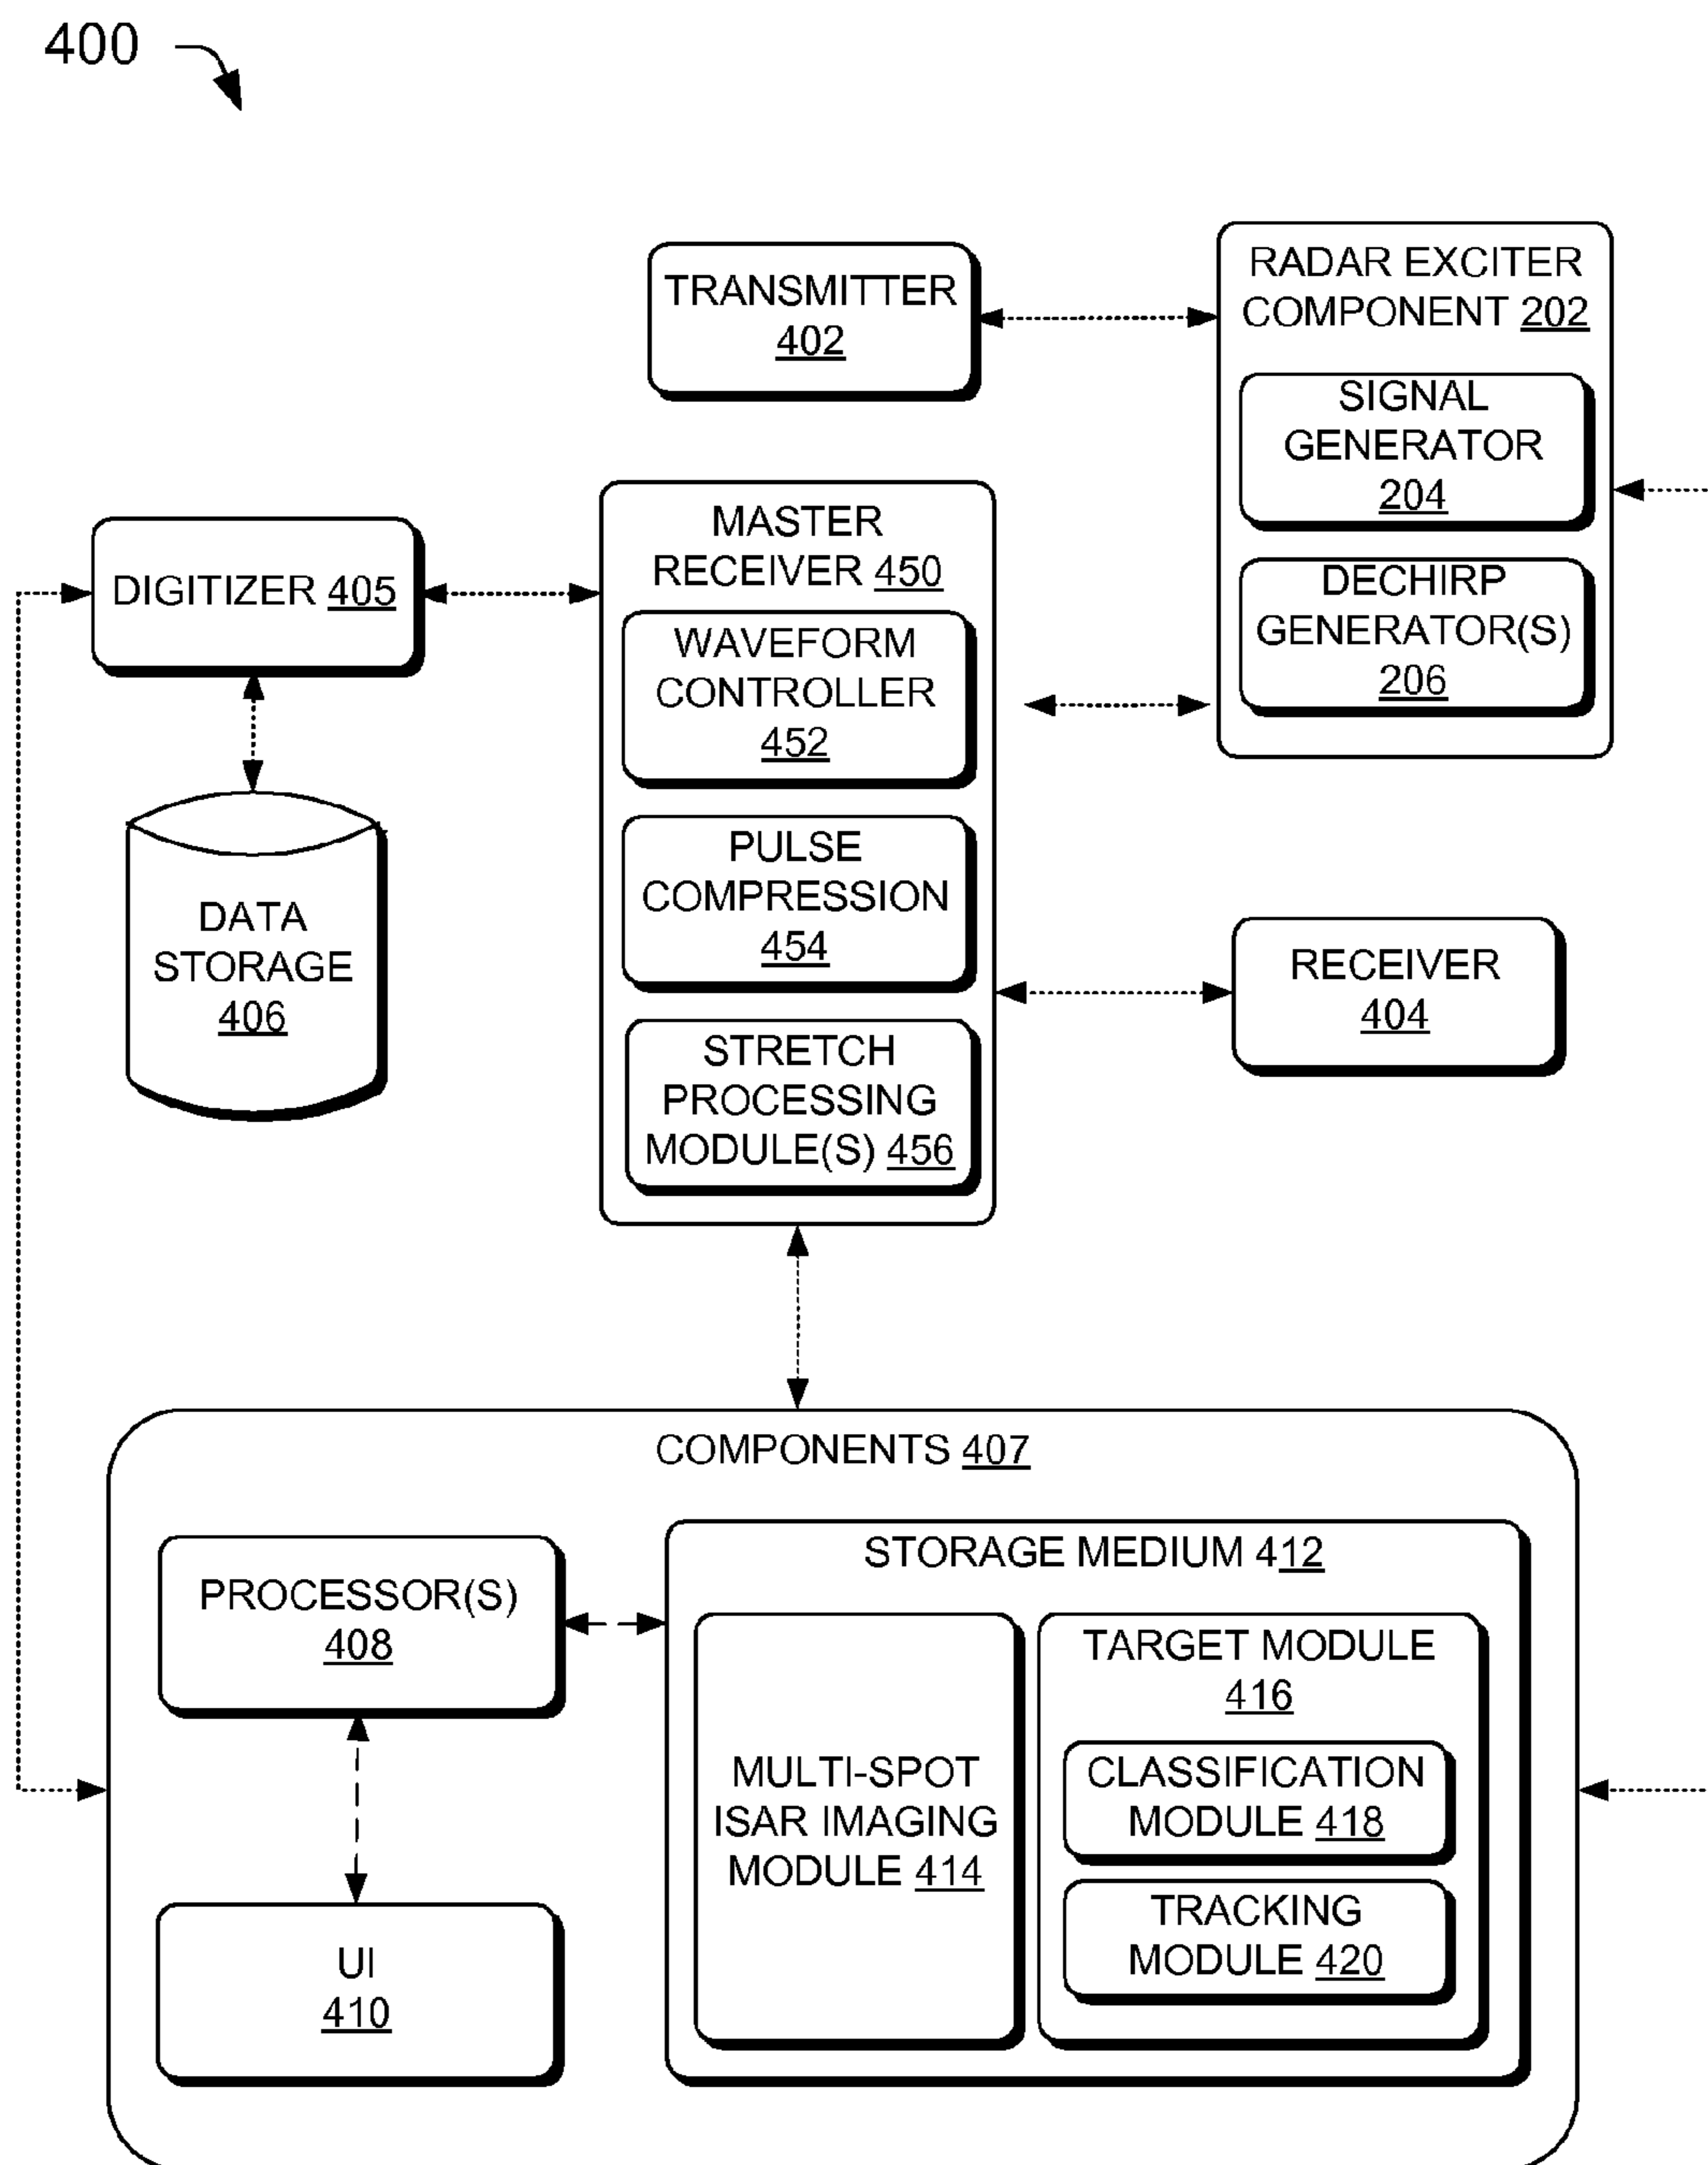 400
TRANSMITTER
402
RADAR EXCITER
COMPONENT 202
SIGNAL
GENERATOR
204
DECHIRP
GENERATOR(S)
206
DIGITIZER 405
MASTER
RECEIVER 450
WAVEFORM
CONTROLLER
452
PULSE
COMPRESSION
454
STRETCH
PROCESSING
MODULE(S) 456
DATA
STORAGE
406
RECEIVER
404
COMPONENTS 407
PROCESSOR(S)
408
UI
410
STORAGE MEDIUM 412
MULTI-SPOT
ISAR IMAGING
MODULE 414
TARGET MODULE
416
CLASSIFICATION
MODULE 418
TRACKING
MODULE 420